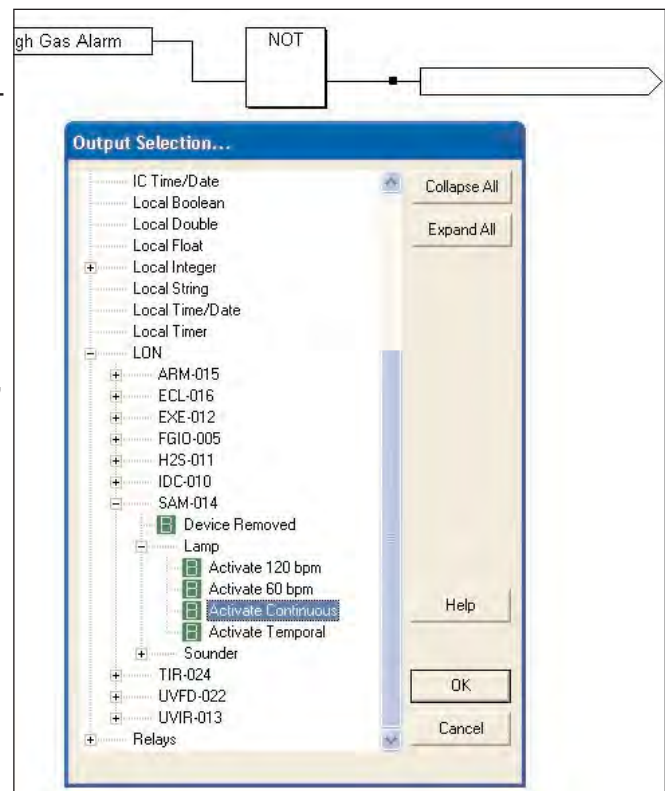 gh Gas Alarm
NOT
Output Selection...
IC Time/Date
Local Boolean
Local Double
Local Float
Local Integer
Local String
Local Time/Date
Local Timer
LON
ARM-015
ECL-016
EXE-012
FGIO-005
H2S-011
IDC-010
SAM-014
B Device Removed
Lamp
B Activate 120 bpm
B Activate 60 bpm
B Activate Continuous
B Activate Temporal
Sounder
TIR-024
UVFD-022
UVIR-013
Relays
Collapse All
Expand All
Help
OK
Cancel